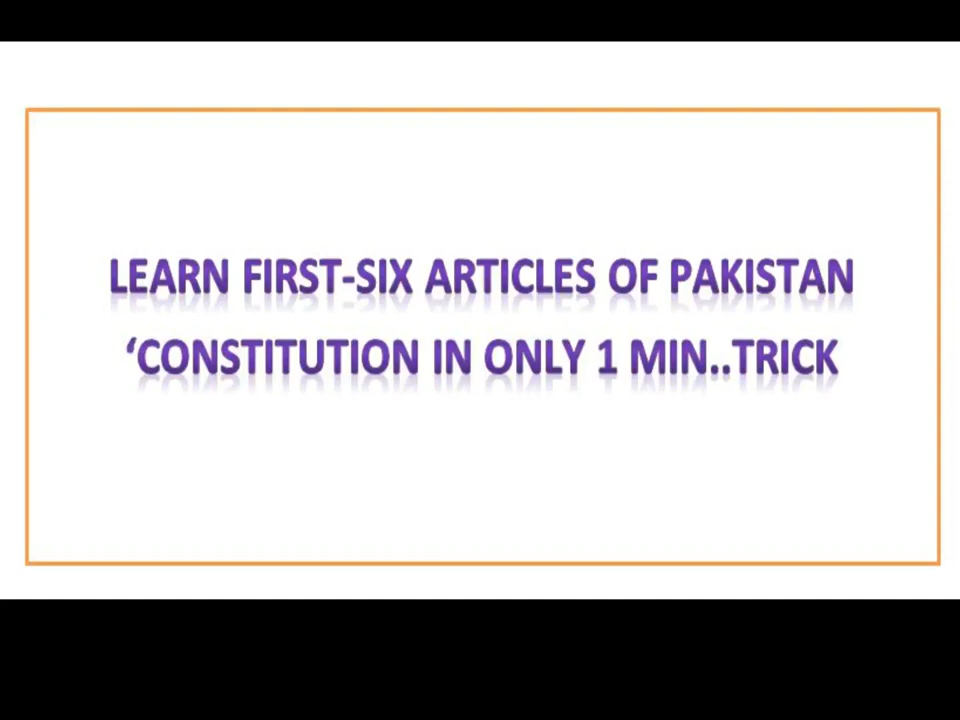 LEARN FIRST-SIX ARTICLES OF PAKISTAN
‘CONSTITUTION IN ONLY 1 MIN..TRICK